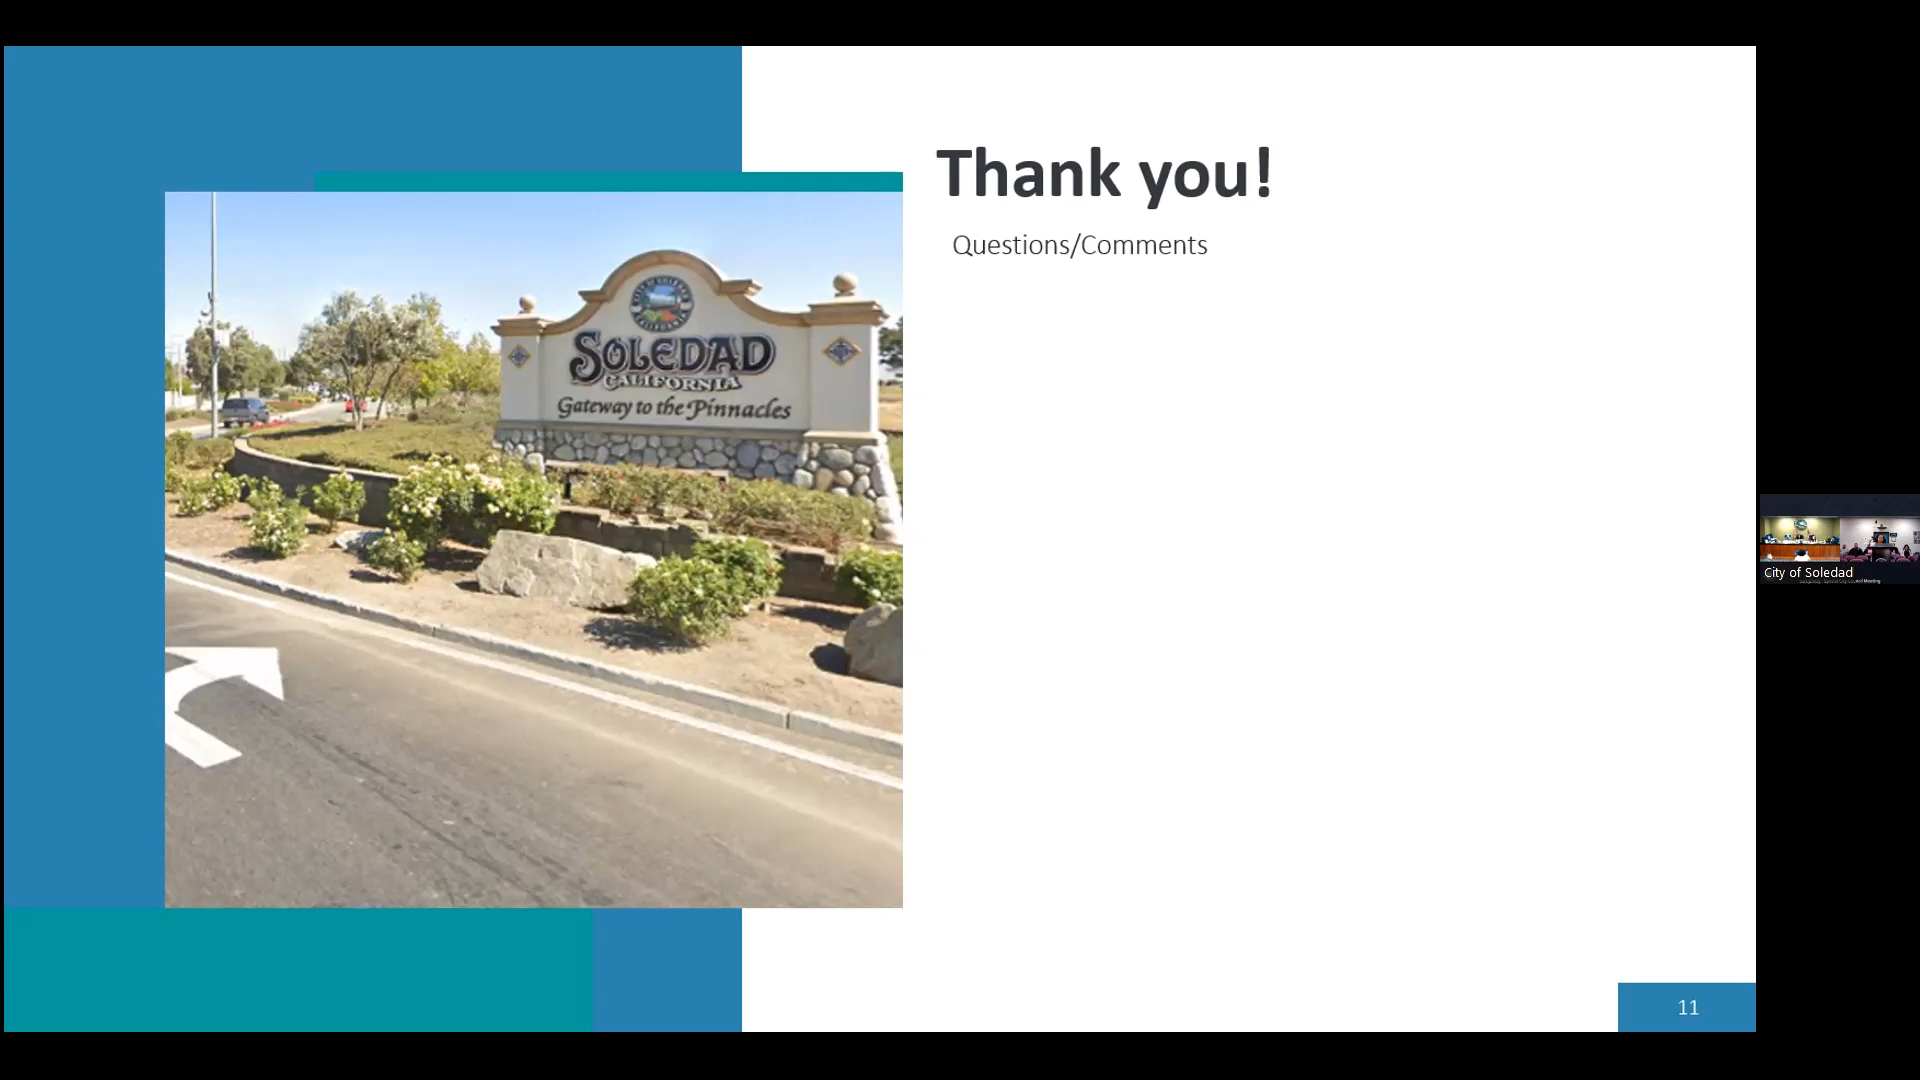 Thank you!
Questions/Comments
SOLEDAD
CALIFORNIA
Gateway to the Pinnacles
City of Soledad
11